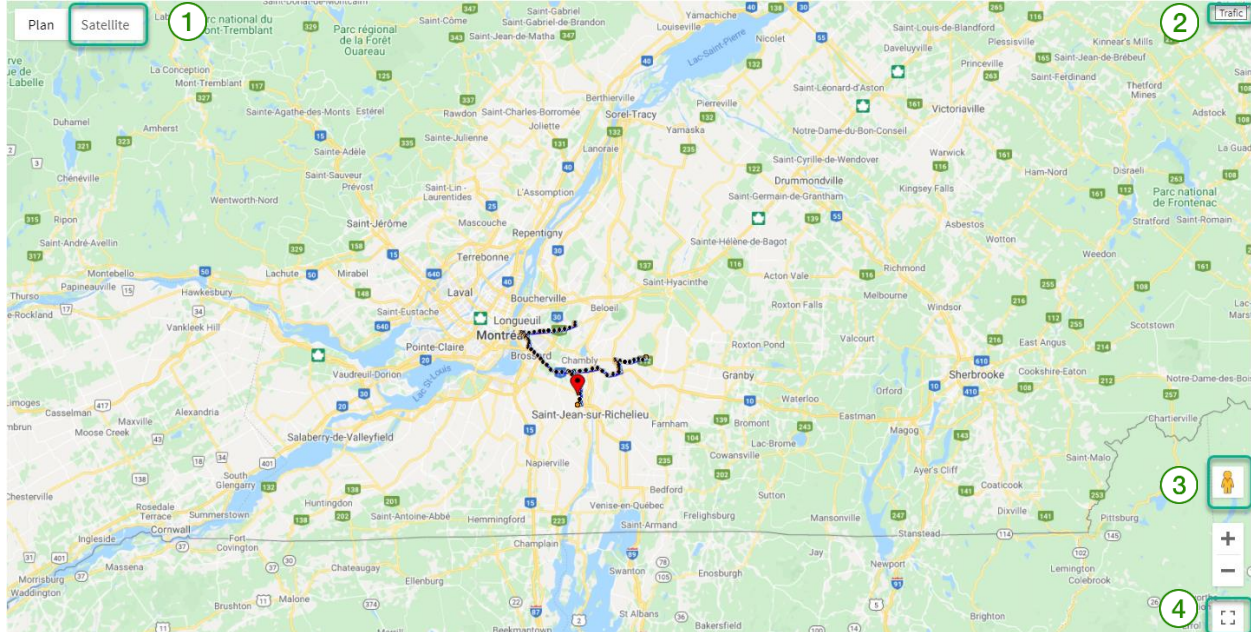 Plan
Satellite
1
2
Trafic
3
4
Parc régional
de la Forêt
Ouareau
Saint-Côme
Saint-Gabriel
Saint-Gabriel-de-Brandon
Saint-Jean-de-Matha
Yamachiche
Louiseville
Nicolet
Lac Saint-Pierre
Saint-Louis-de-Blandford
Daveluyville
Plessisville
Princeville
Kinnear's Mills
Saint-Jean-de-Brébeuf
Saint-Ferdinand
Thetford
Mines
Adstock
La Conception
Mont-Tremblant
Saint-Agathe-des-Monts
Estérel
Rawdon
Saint-Charles-Borromée
Joliette
Berthierville
Sorel-Tracy
Lanoraie
Pierreville
Yamaska
Saint-Léonard-d'Aston
Victoriaville
Notre-Dame-du-Bon-Conseil
Duhamel
Amherst
Sainte-Adèle
Sainte-Julienne
Saint-Cyrille-de-Wendover
Drummondville
Saint-Germain-de-Grantham
Warwick
Kingsey Falls
Ham-Nord
Disraeli
Parc national
de Frontenac
Stratford
Saint-Romain
Chénéville
Saint-Sauveur
Prévost
Wentworth-Nord
Saint-Lin -
Laurentides
L'Assomption
Mascouche
Repentigny
Saint-Jérôme
Ripon
Saint-André-Avellin
Terrebonne
Sainte-Hélène-de-Bagot
Asbestos
Wotton
Weedon
Montebello
Papineauville
Thurso
Hawkesbury
Lachute
Mirabel
Laval
Boucherville
Beloeil
Saint-Hyacinthe
Acton Vale
Richmond
Roxton Falls
Melbourne
Windsor
Vankleek Hill
Saint-Eustache
Longueuil
Montréal
Pointe-Claire
Brossard
Chambly
Roxton Pond
Valcourt
East Angus
Scotstown
Vaudreuil-Dorion
Lac St-Louis
Granby
Sherbrooke
Cookshire-Eaton
Notre-Dame-des-Bois
Casselman
Alexandria
Maxville
Moose Creek
Salaberry-de-Valleyfield
Saint-Jean-sur-Richelieu
Farnham
Bromont
Waterloo
Eastman
Orford
Magog
Chartierville
Lac-Brome
Cowansville
Napierville
Ayer's Cliff
Coaticook
Saint-Malo
South
Glengarry
Chesterville
Rosedale
Terrace
Summerstown
Cornwall
Ingleside
Huntingdon
Saint-Antoine-Abbé
Hemmingford
Bedford
Venise-en-Québec
Frelighsburg
Sutton
Mansonville
Stanstead
Dixville
Pittsburg
Saint-Armand
Fort
Covington
Massena
Chateaugay
Champlain
Ellenburg
Swanton
Enosburgh
Jay
Newport
Lemington
Colebrook
Morrisburg
Waddington
Brushton
Malone
Beekmantown
St Albans
Bakersfield
Brighton